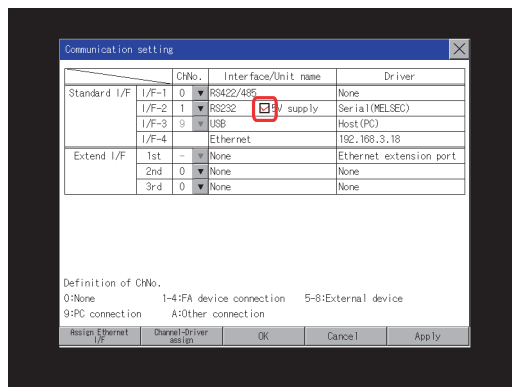 Communication setting
ChNo. Interface/Unit name Driver
Standard I/F I/F-1 0 RS422/485 None
I/F-2 1 RS232 5V supply Serial(MELSEC)
I/F-3 9 USB Host(PC)
I/F-4 Ethernet 192.168.3.18
Extend I/F 1st - None Ethernet extension port
2nd 0 None None
3rd 0 None None
Definition of ChNo.
0:None 1-4:FA device connection 5-8:External device
9:PC connection A:Other connection
Assign Ethernet I/F Channel-Driver assign OK Cancel Apply